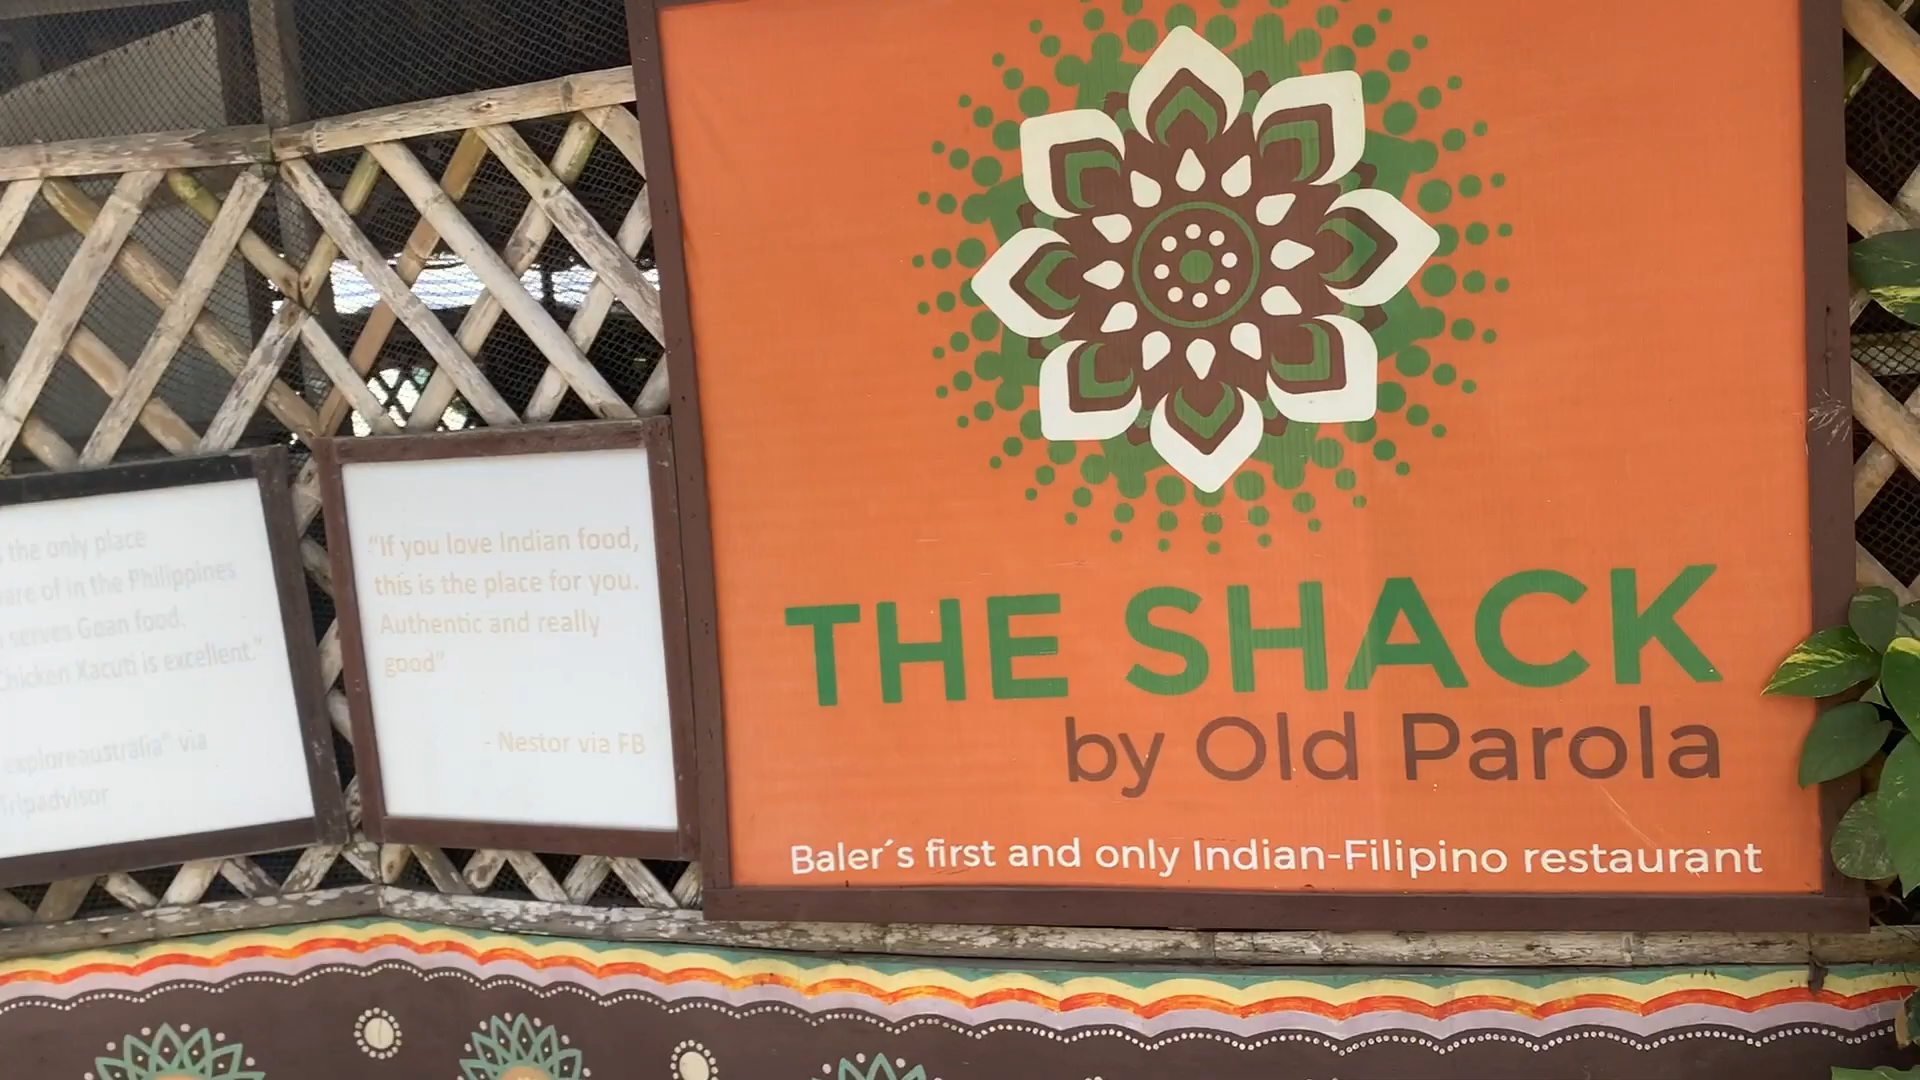 the only place
of in the Philippines
serves Goan food.
Chicken Xacuti is excellent."
exploreaustralia" via
Tripadvisor
"If you love Indian food,
this is the place for you.
Authentic and really
good"
- Nestor via FB
THE SHACK
by Old Parola
Baler´s first and only Indian-Filipino restaurant